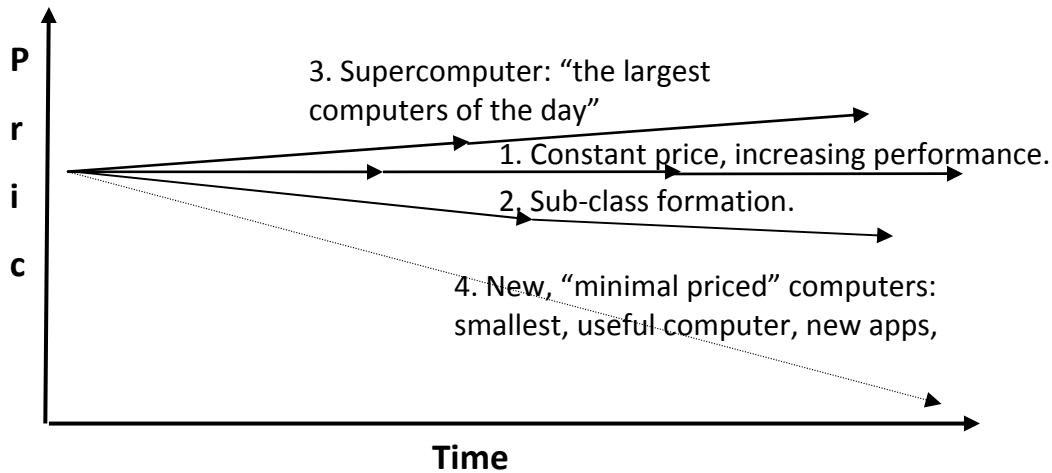 P
r
i
c
3. Supercomputer: “the largest
computers of the day”
1. Constant price, increasing performance.
2. Sub-class formation.
4. New, “minimal priced” computers:
smallest, useful computer, new apps,
Time